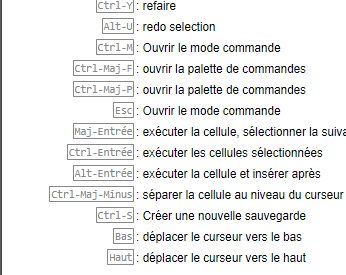 Ctrl-Y : refaire
Alt-U : redo selection
Ctrl-M : Ouvrir le mode commande
Ctrl-Maj-F : ouvrir la palette de commandes
Ctrl-Maj-P : ouvrir la palette de commandes
Esc : Ouvrir le mode commande
Maj-Entrée : exécuter la cellule, sélectionner la
Ctrl-Entrée : exécuter les cellules sélectionnées
Alt-Entrée : exécuter la cellule et insérer après
Ctrl-Maj-Minus : séparer la cellule au niveau du curseur
Ctrl-S : Créer une nouvelle sauvegarde
Bas : déplacer le curseur vers le bas
Haut : déplacer le curseur vers le haut